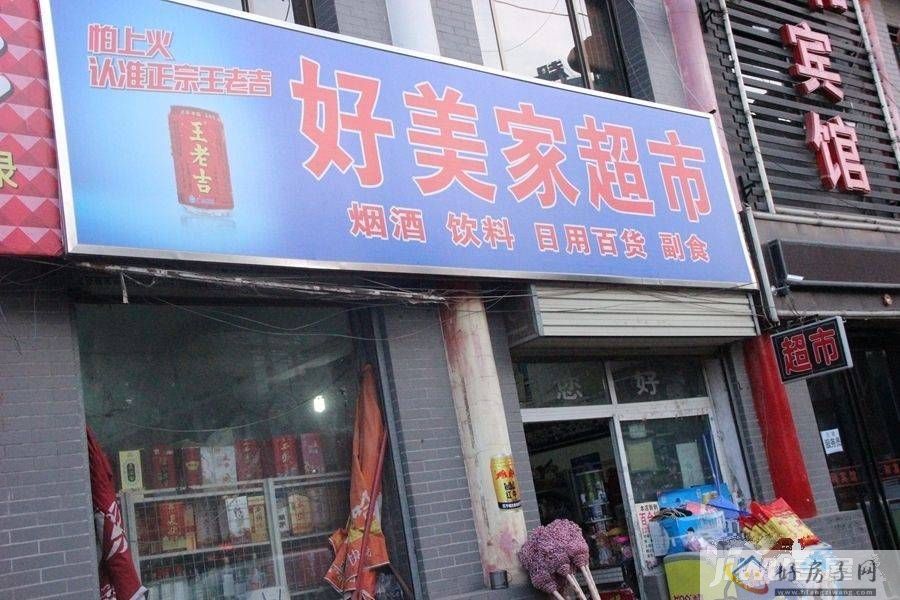 怕上火
认准正宗王老吉
王老吉
好美家超市
烟酒 饮料 日用百货 副食
宾馆
超市
您好
好房子网